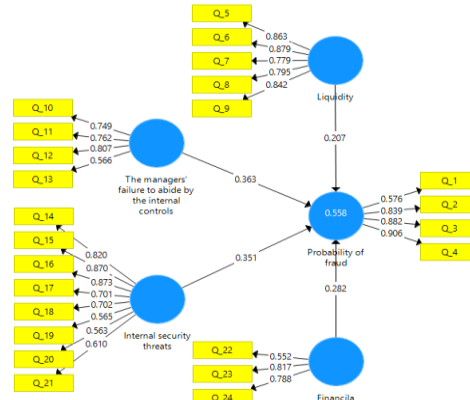 Q_5
0.863
Q_6
0.879
Q_7
0.779
Q_8
0.795
Q_9
0.842
Liquidity
0.207
Q_10
0.749
Q_11
0.762
Q_12
0.807
Q_13
0.566
The managers'
failure to abide by
the internal
controls
0.363
0.558
Probability of
fraud
0.576
Q_1
0.839
Q_2
0.882
Q_3
0.906
Q_4
0.351
0.282
Q_14
0.820
Q_15
0.870
Q_16
0.873
Q_17
0.701
Q_18
0.702
Q_19
0.565
Q_20
0.563
Q_21
0.610
Internal security
threats
Q_22
0.552
Q_23
0.817
Q_24
0.788
Financila